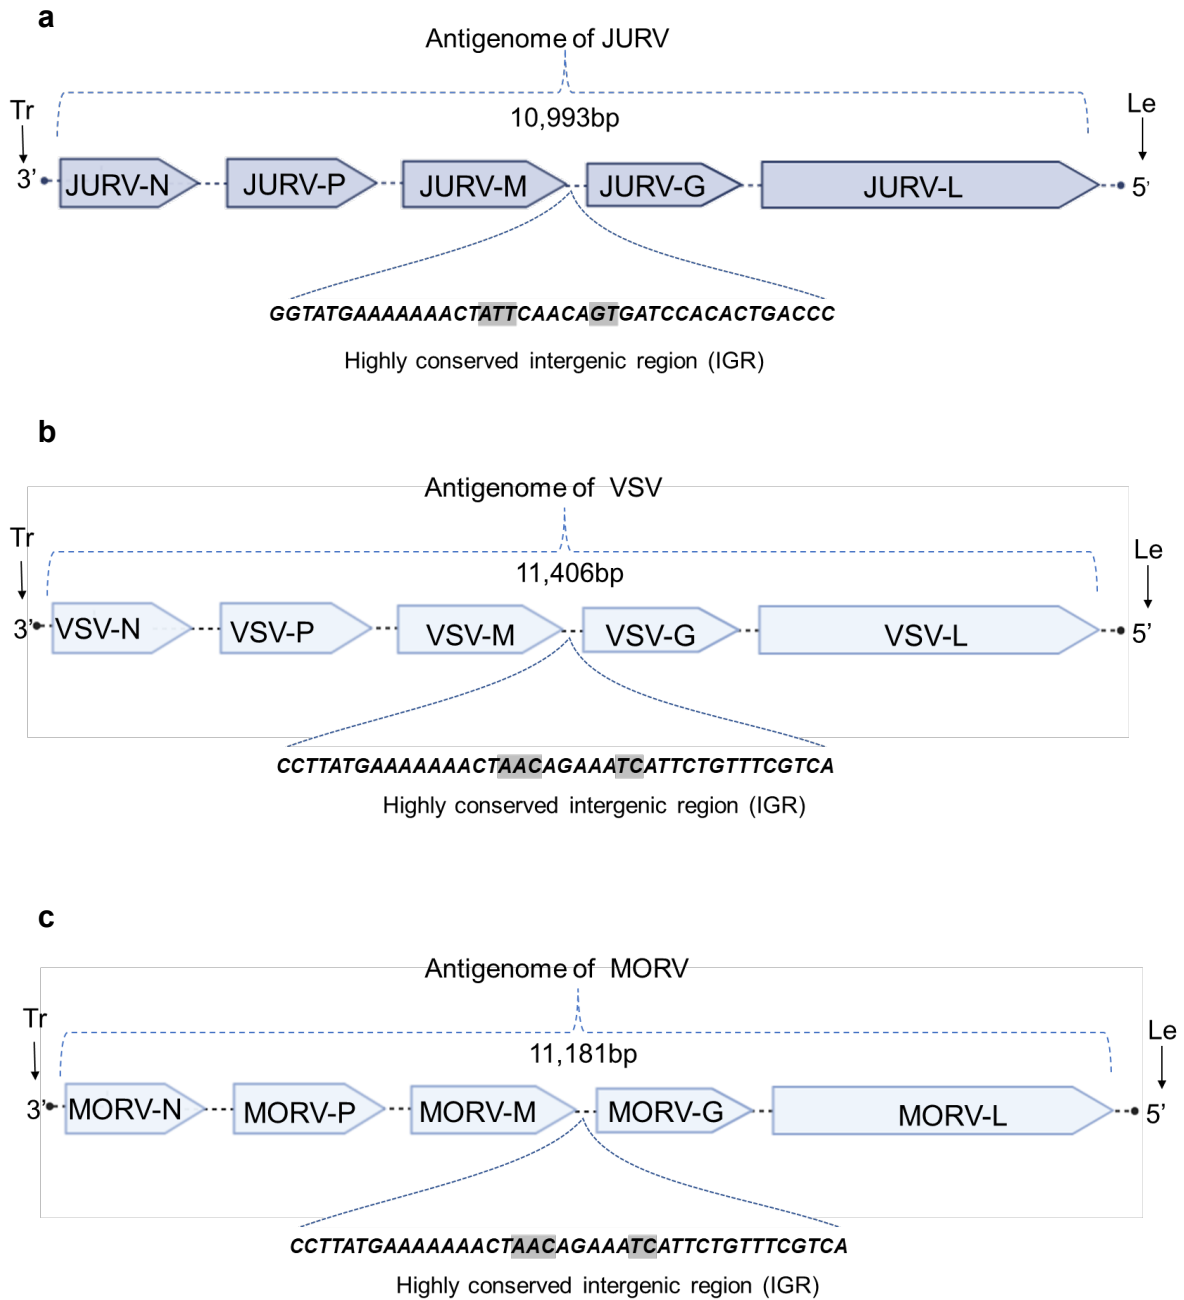 a
Antigenome of JURV
10,993bp
Tr
Le
3’ JURV-N JURV-P JURV-M JURV-G JURV-L 5’
GGTATGAAAAAAACTATTCAACAGTGATCCACACTGACCC
Highly conserved intergenic region (IGR)
b
Antigenome of VSV
11,406bp
Tr
Le
3’ VSV-N VSV-P VSV-M VSV-G VSV-L 5’
CCTTATGAAAAAAACTAACAGAAATCATTCTGTTTCGTCA
Highly conserved intergenic region (IGR)
c
Antigenome of MORV
11,181bp
Tr
Le
3’ MORV-N MORV-P MORV-M MORV-G MORV-L 5’
CCTTATGAAAAAAACTAACAGAAATCATTCTGTTTCGTCA
Highly conserved intergenic region (IGR)